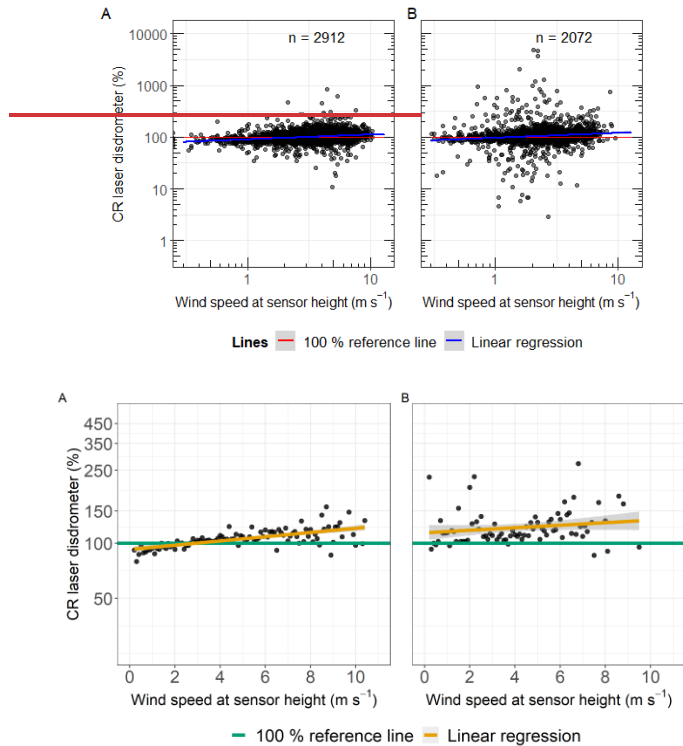 A
B
n = 2912
n = 2072
10000
1000
100
10
1
CR laser disdrometer (%)
1
10
1
10
Wind speed at sensor height (m s⁻¹)
Wind speed at sensor height (m s⁻¹)
Lines
100 % reference line
Linear regression
A
B
450
350
250
150
100
50
CR laser disdrometer (%)
0
2
4
6
8
10
0
2
4
6
8
10
Wind speed at sensor height (m s⁻¹)
Wind speed at sensor height (m s⁻¹)
100 % reference line
Linear regression